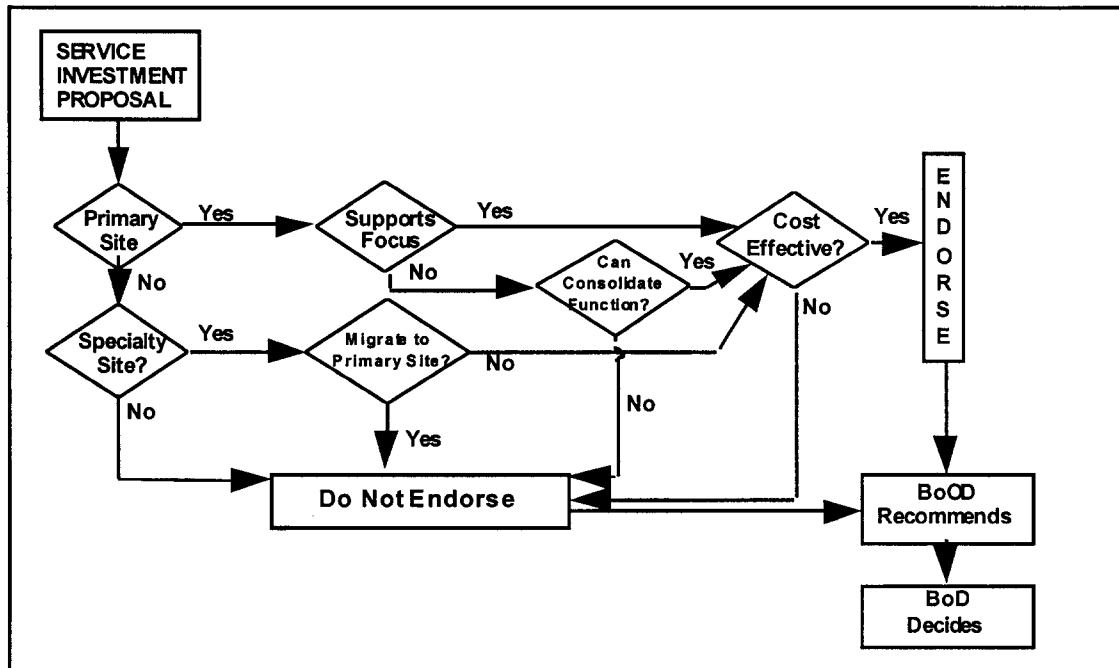 SERVICE
INVESTMENT
PROPOSAL
Primary
Site
Yes
Supports
Focus
Yes
Cost
Effective?
Yes
E
N
D
O
R
S
E
No
No
Can
Consolidate
Function?
Yes
No
Specialty
Site?
Yes
Migrate to
Primary Site?
No
No
No
Yes
Do Not Endorse
BoOD
Recommends
BoD
Decides